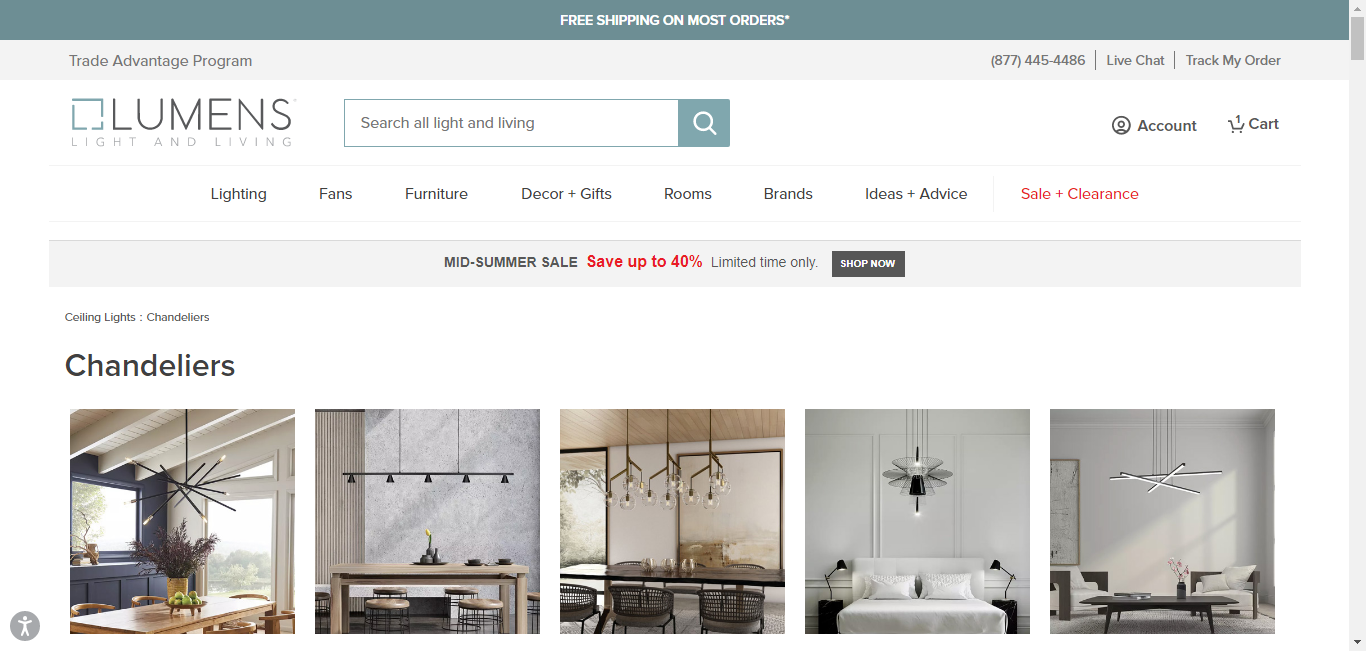 FREE SHIPPING ON MOST ORDERS*
Trade Advantage Program
(877) 445-4486 Live Chat Track My Order
LUMENS
LIGHT AND LIVING
Search all light and living
Account
1 Cart
Lighting Fans Furniture Decor + Gifts Rooms Brands Ideas + Advice Sale + Clearance
MID-SUMMER SALE Save up to 40% Limited time only. SHOP NOW
Ceiling Lights : Chandeliers
Chandeliers